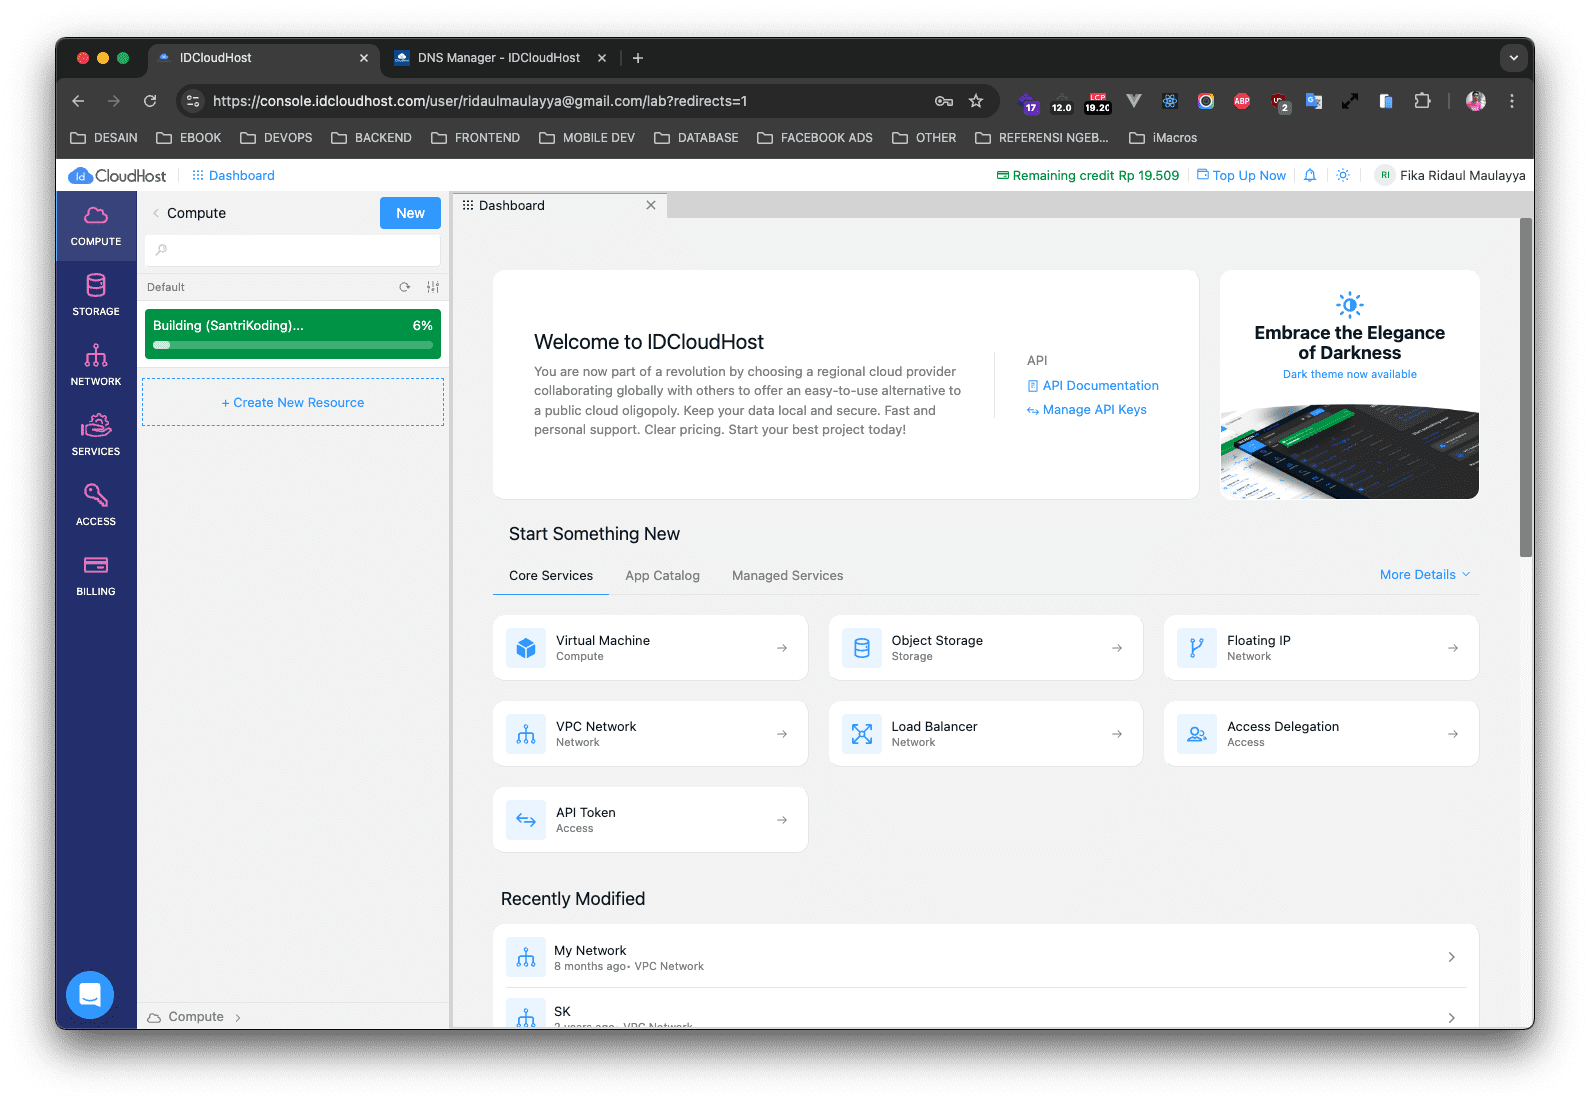 IDCloudHost
DNS Manager - IDCloudHost
https://console.idcloudhost.com/user/ridaulmaulayya@gmail.com/lab?redirects=1
17
12.0
LCP
19.20
ABP
2
DESAIN
EBOOK
DEVOPS
BACKEND
FRONTEND
MOBILE DEV
DATABASE
FACEBOOK ADS
OTHER
REFERENSI NGEB...
iMacros
Id CloudHost
Dashboard
Remaining credit Rp 19.509
Top Up Now
RI
Fika Ridaul Maulayya
COMPUTE
STORAGE
NETWORK
SERVICES
ACCESS
BILLING
Compute
New
Default
Building (SantriKoding)... 6%
+ Create New Resource
Compute
Dashboard
Welcome to IDCloudHost
You are now part of a revolution by choosing a regional cloud provider
collaborating globally with others to offer an easy-to-use alternative to
a public cloud oligopoly. Keep your data local and secure. Fast and
personal support. Clear pricing. Start your best project today!
API
API Documentation
Manage API Keys
Embrace the Elegance
of Darkness
Dark theme now available
Start Something New
Core Services
App Catalog
Managed Services
More Details
Virtual Machine
Compute
Object Storage
Storage
Floating IP
Network
VPC Network
Network
Load Balancer
Network
Access Delegation
Access
API Token
Access
Recently Modified
My Network
8 months ago• VPC Network
SK
2 years ago• VPC Network